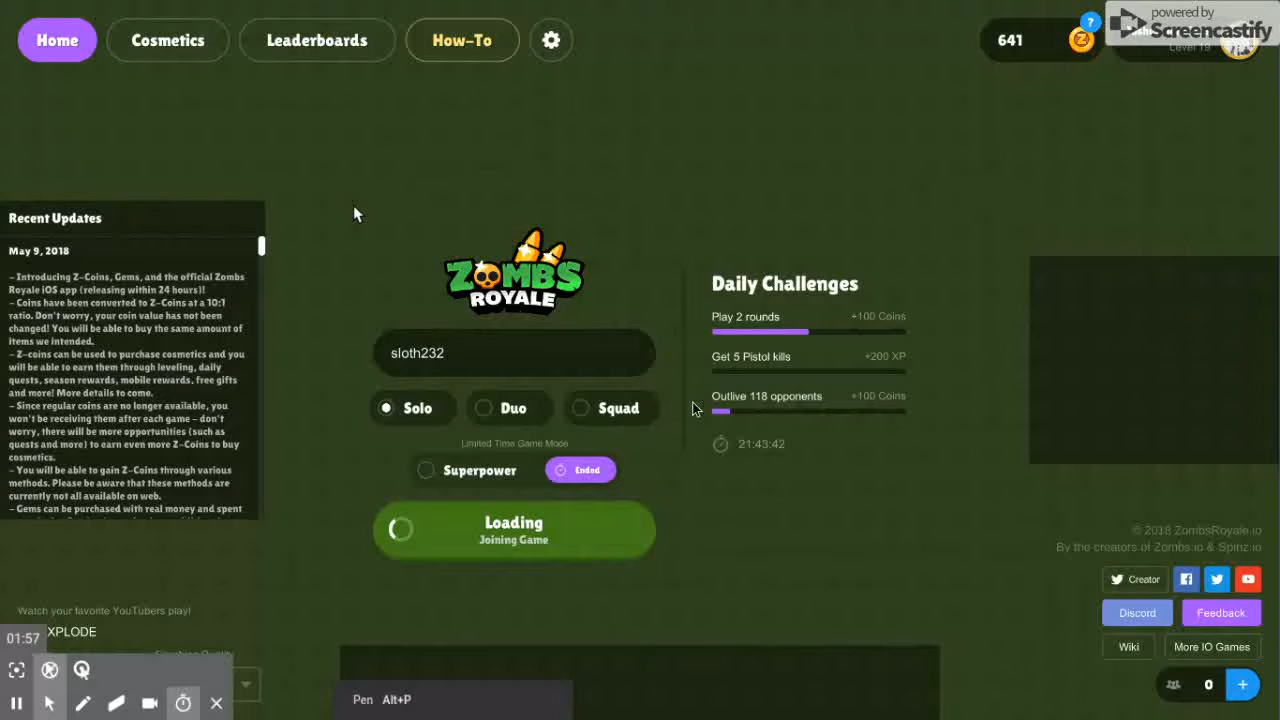 Home
Cosmetics
Leaderboards
How-To
641
?
powered by
Screencastify
Level 19
Recent Updates
May 9, 2018
- Introducing Z-Coins, Gems, and the official Zombs
Royale iOS app (releasing within 24 hours)!
- Coins have been converted to Z-Coins at a 10:1
ratio. Don't worry, your coin value has not been
changed! You will be able to buy the same amount of
items we intended.
- Z-coins can be used to purchase cosmetics and you
will be able to earn them through leveling, daily
quests, season rewards, mobile rewards, free gifts
and more! More details to come.
- Since regular coins are no longer available, you
won't be receiving them after each game - don't
worry, there will be more opportunities (such as
quests and more) to earn even more Z-Coins to buy
cosmetics.
- You will be able to gain Z-Coins through various
methods. Please be aware that these methods are
currently not all available on web.
- Gems can be purchased with real money and spent
ZOMBS
ROYALE
sloth232
Solo
Duo
Squad
Limited Time Game Mode
Superpower
Ended
Loading
Joining Game
Daily Challenges
Play 2 rounds
+100 Coins
Get 5 Pistol kills
+200 XP
Outlive 118 opponents
+100 Coins
21:43:42
© 2018 ZombsRoyale.io
By the creators of Zombs.io & Spinz.io
Creator
Discord
Feedback
Wiki
More IO Games
0
+
Watch your favorite YouTubers play!
XPLODE
01:57
Pen Alt+P